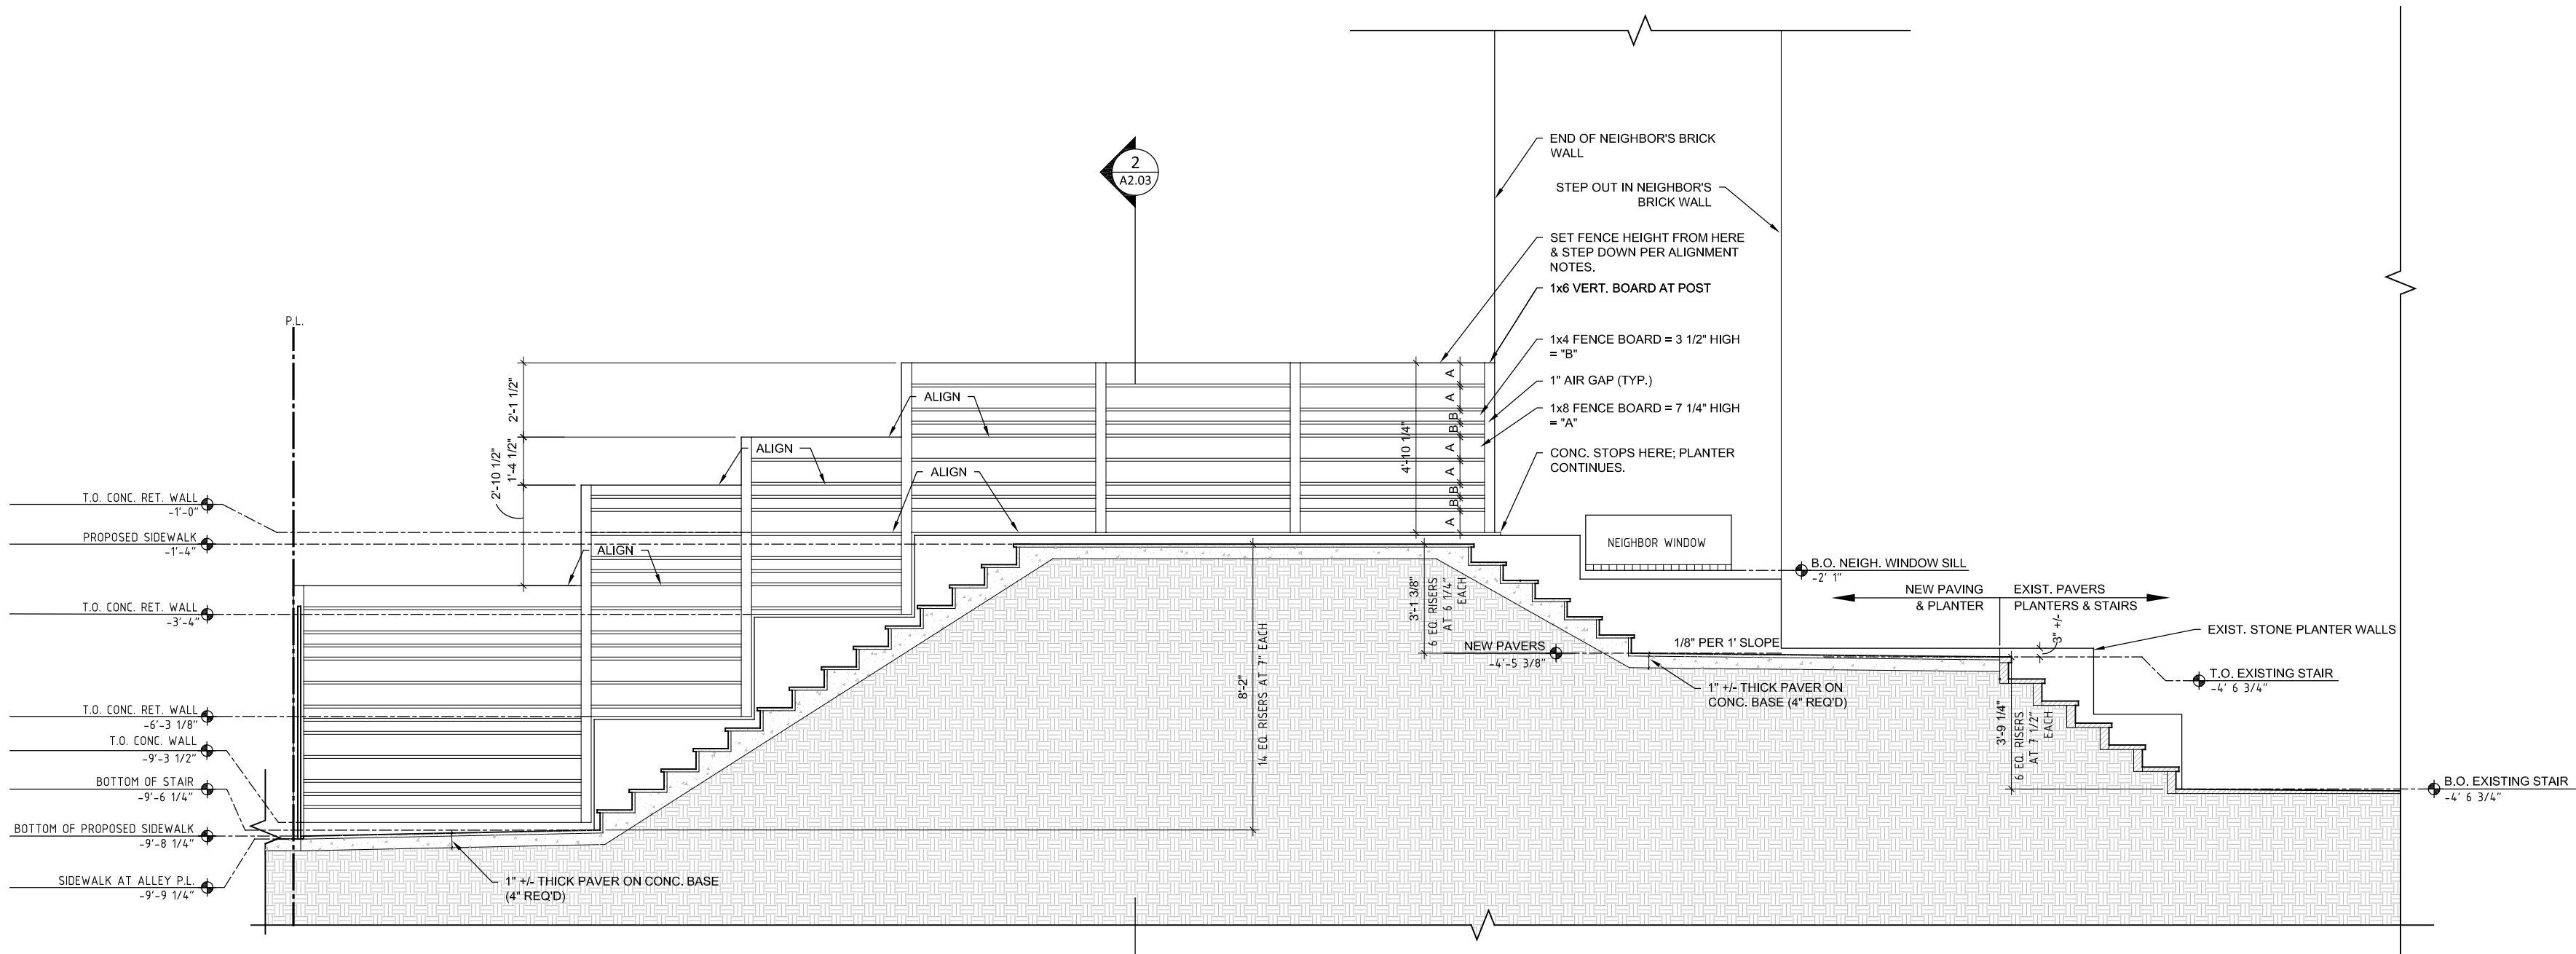 2
A2.03
END OF NEIGHBOR'S BRICK
WALL
STEP OUT IN NEIGHBOR'S
BRICK WALL
SET FENCE HEIGHT FROM HERE
& STEP DOWN PER ALIGNMENT
NOTES.
1x6 VERT. BOARD AT POST
1x4 FENCE BOARD = 3 1/2" HIGH
= "B"
1" AIR GAP (TYP.)
1x8 FENCE BOARD = 7 1/4" HIGH
= "A"
CONC. STOPS HERE; PLANTER
CONTINUES.
P.L.
2'-1 1/2"
1'-4 1/2"
2'-10 1/2"
ALIGN
ALIGN
ALIGN
ALIGN
4'-10 1/4"
A
A
B
B
A
A
B
B
A
T.O. CONC. RET. WALL
-1'-0"
PROPOSED SIDEWALK
-1'-4"
T.O. CONC. RET. WALL
-3'-4"
T.O. CONC. RET. WALL
-6'-3 1/8"
T.O. CONC. WALL
-9'-3 1/2"
BOTTOM OF STAIR
-9'-6 1/4"
BOTTOM OF PROPOSED SIDEWALK
-9'-8 1/4"
SIDEWALK AT ALLEY P.L.
-9'-9 1/4"
1" +/- THICK PAVER ON CONC. BASE
(4" REQ'D)
8'-2"
14 EQ. RISERS AT 7" EACH
3'-1 3/8"
6 EQ. RISERS
AT 6 1/4"
EACH
NEW PAVERS
-4'-5 3/8"
1/8" PER 1' SLOPE
1" +/- THICK PAVER ON
CONC. BASE (4" REQ'D)
NEIGHBOR WINDOW
B.O. NEIGH. WINDOW SILL
-2' 1"
NEW PAVING
& PLANTER
EXIST. PAVERS
PLANTERS & STAIRS
3" +/-
EXIST. STONE PLANTER WALLS
T.O. EXISTING STAIR
-4' 6 3/4"
3'-9 1/4"
6 EQ. RISERS
AT 7 1/2"
EACH
B.O. EXISTING STAIR
-4' 6 3/4"